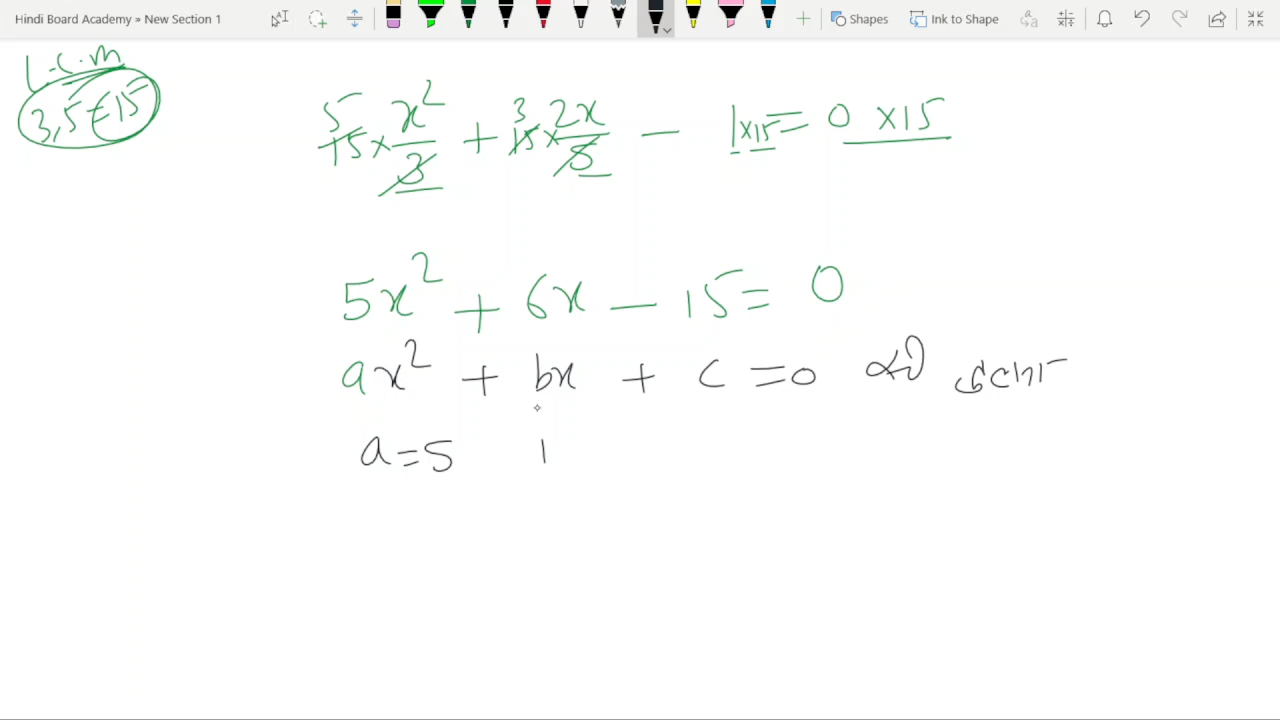 Hindi Board Academy » New Section 1
Shapes
Ink to Shape
L.C.M
3,5=15
5 15×x²/3 + 3 15×2x/5 - 1×15=0×15
5x² + 6x - 15= 0
ax² + bx + c =0
a=5